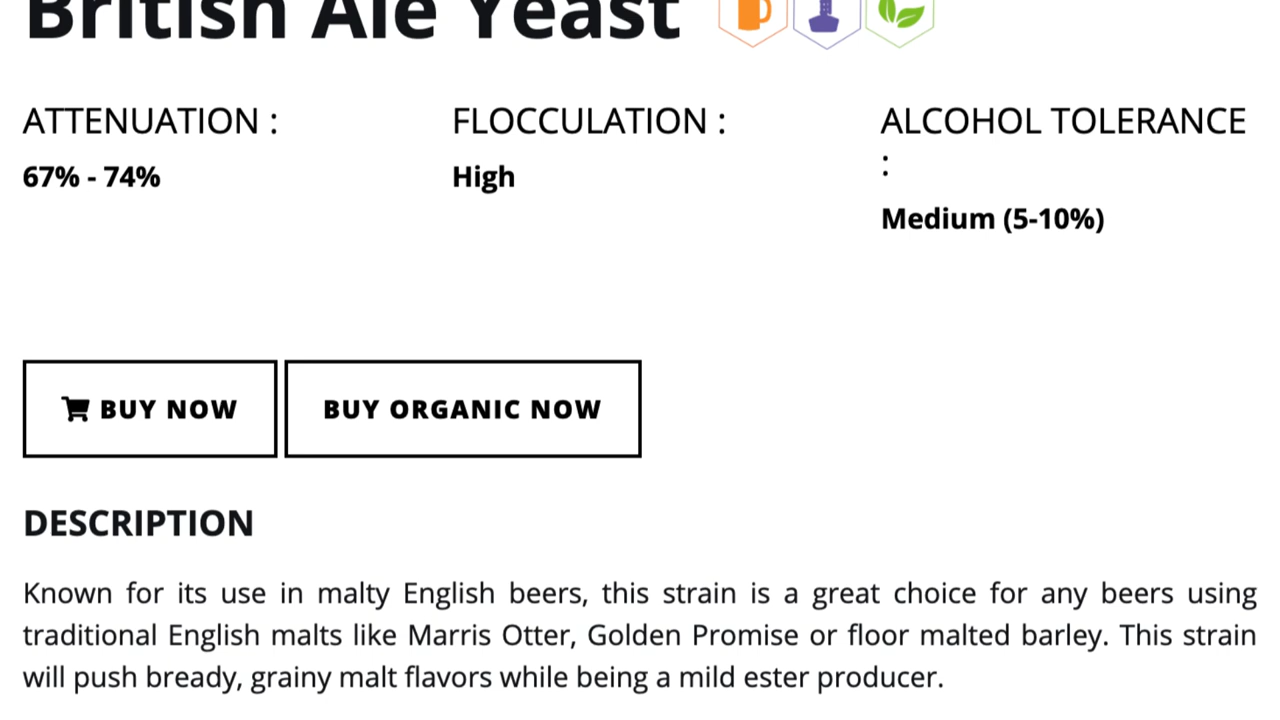 British Ale Yeast
ATTENUATION :
67% - 74%
FLOCCULATION :
High
ALCOHOL TOLERANCE
:
Medium (5-10%)
BUY NOW
BUY ORGANIC NOW
DESCRIPTION
Known for its use in malty English beers, this strain is a great choice for any beers using
traditional English malts like Marris Otter, Golden Promise or floor malted barley. This strain
will push bready, grainy malt flavors while being a mild ester producer.